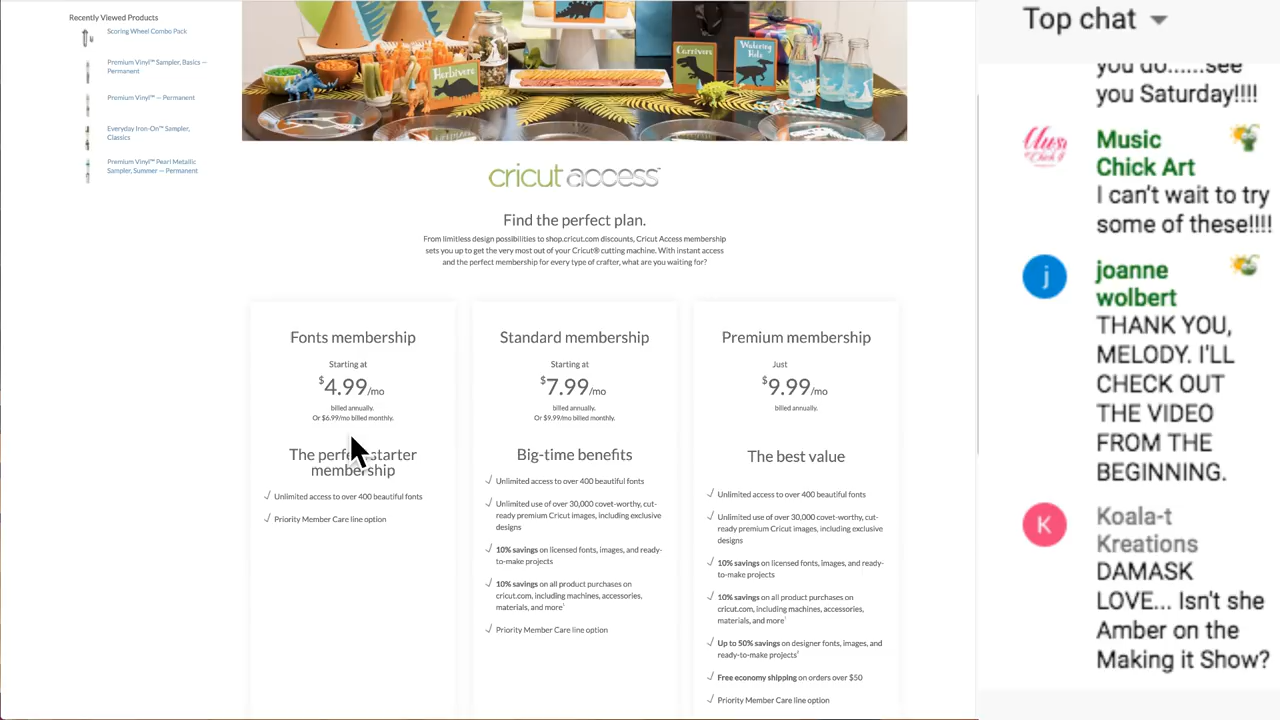 Recently Viewed Products
Scoring Wheel Combo Pack
Premium Vinyl™ Sampler, Basics —
Permanent
Premium Vinyl™ — Permanent
Everyday Iron-On™ Sampler,
Classics
Premium Vinyl™ Pearl Metallic
Sampler, Summer — Permanent
Herbivores
Carnivores
Watering
Hole
cricut access™
Find the perfect plan.
From limitless design possibilities to shop.cricut.com discounts, Cricut Access membership
sets you up to get the very most out of your Cricut® cutting machine. With instant access
and the perfect membership for every type of crafter, what are you waiting for?
Fonts membership
Starting at
$4.99/mo
billed annually.
Or $6.99/mo billed monthly.
The perfect starter
membership
√ Unlimited access to over 400 beautiful fonts
√ Priority Member Care line option
Standard membership
Starting at
$7.99/mo
billed annually.
Or $9.99/mo billed monthly.
Big-time benefits
√ Unlimited access to over 400 beautiful fonts
√ Unlimited use of over 30,000 covet-worthy, cut-
ready premium Cricut images, including exclusive
designs
√ 10% savings on licensed fonts, images, and ready-
to-make projects
√ 10% savings on all product purchases on
cricut.com, including machines, accessories,
materials, and more¹
√ Priority Member Care line option
Premium membership
Just
$9.99/mo
billed annually.
The best value
√ Unlimited access to over 400 beautiful fonts
√ Unlimited use of over 30,000 covet-worthy, cut-
ready premium Cricut images, including exclusive
designs
√ 10% savings on licensed fonts, images, and ready-
to-make projects
√ 10% savings on all product purchases on
cricut.com, including machines, accessories,
materials, and more¹
√ Up to 50% savings on designer fonts, images, and
ready-to-make projects²
√ Free economy shipping on orders over $50
√ Priority Member Care line option
Top chat
you do......see
you Saturday!!!!
Music
Chick Art
I can't wait to try
some of these!!!!
j
joanne
wolbert
THANK YOU,
MELODY. I'LL
CHECK OUT
THE VIDEO
FROM THE
BEGINNING.
K
Koala-t
Kreations
DAMASK
LOVE... Isn't she
Amber on the
Making it Show?